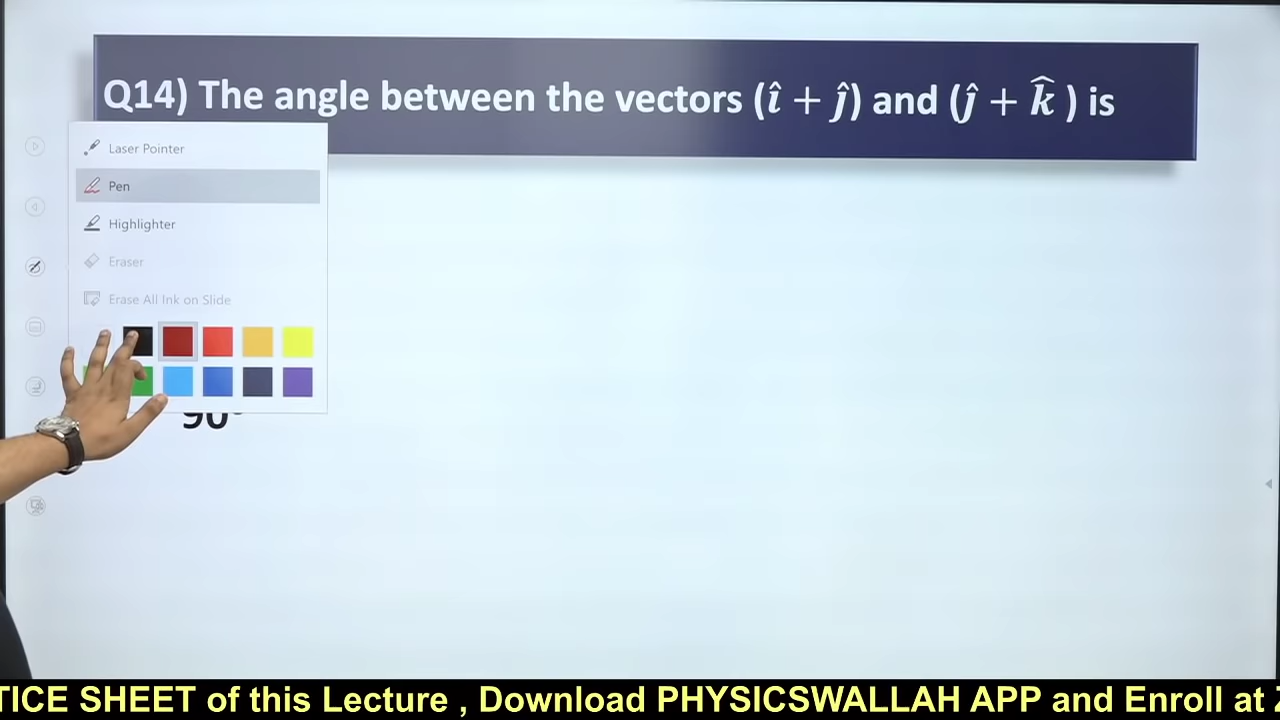 Q14) The angle between the vectors (î + ĵ) and (ĵ + k̂ ) is
Laser Pointer
Pen
Highlighter
Eraser
Erase All Ink on Slide
90°
TICE SHEET of this Lecture , Download PHYSICSWALLAH APP and Enroll at